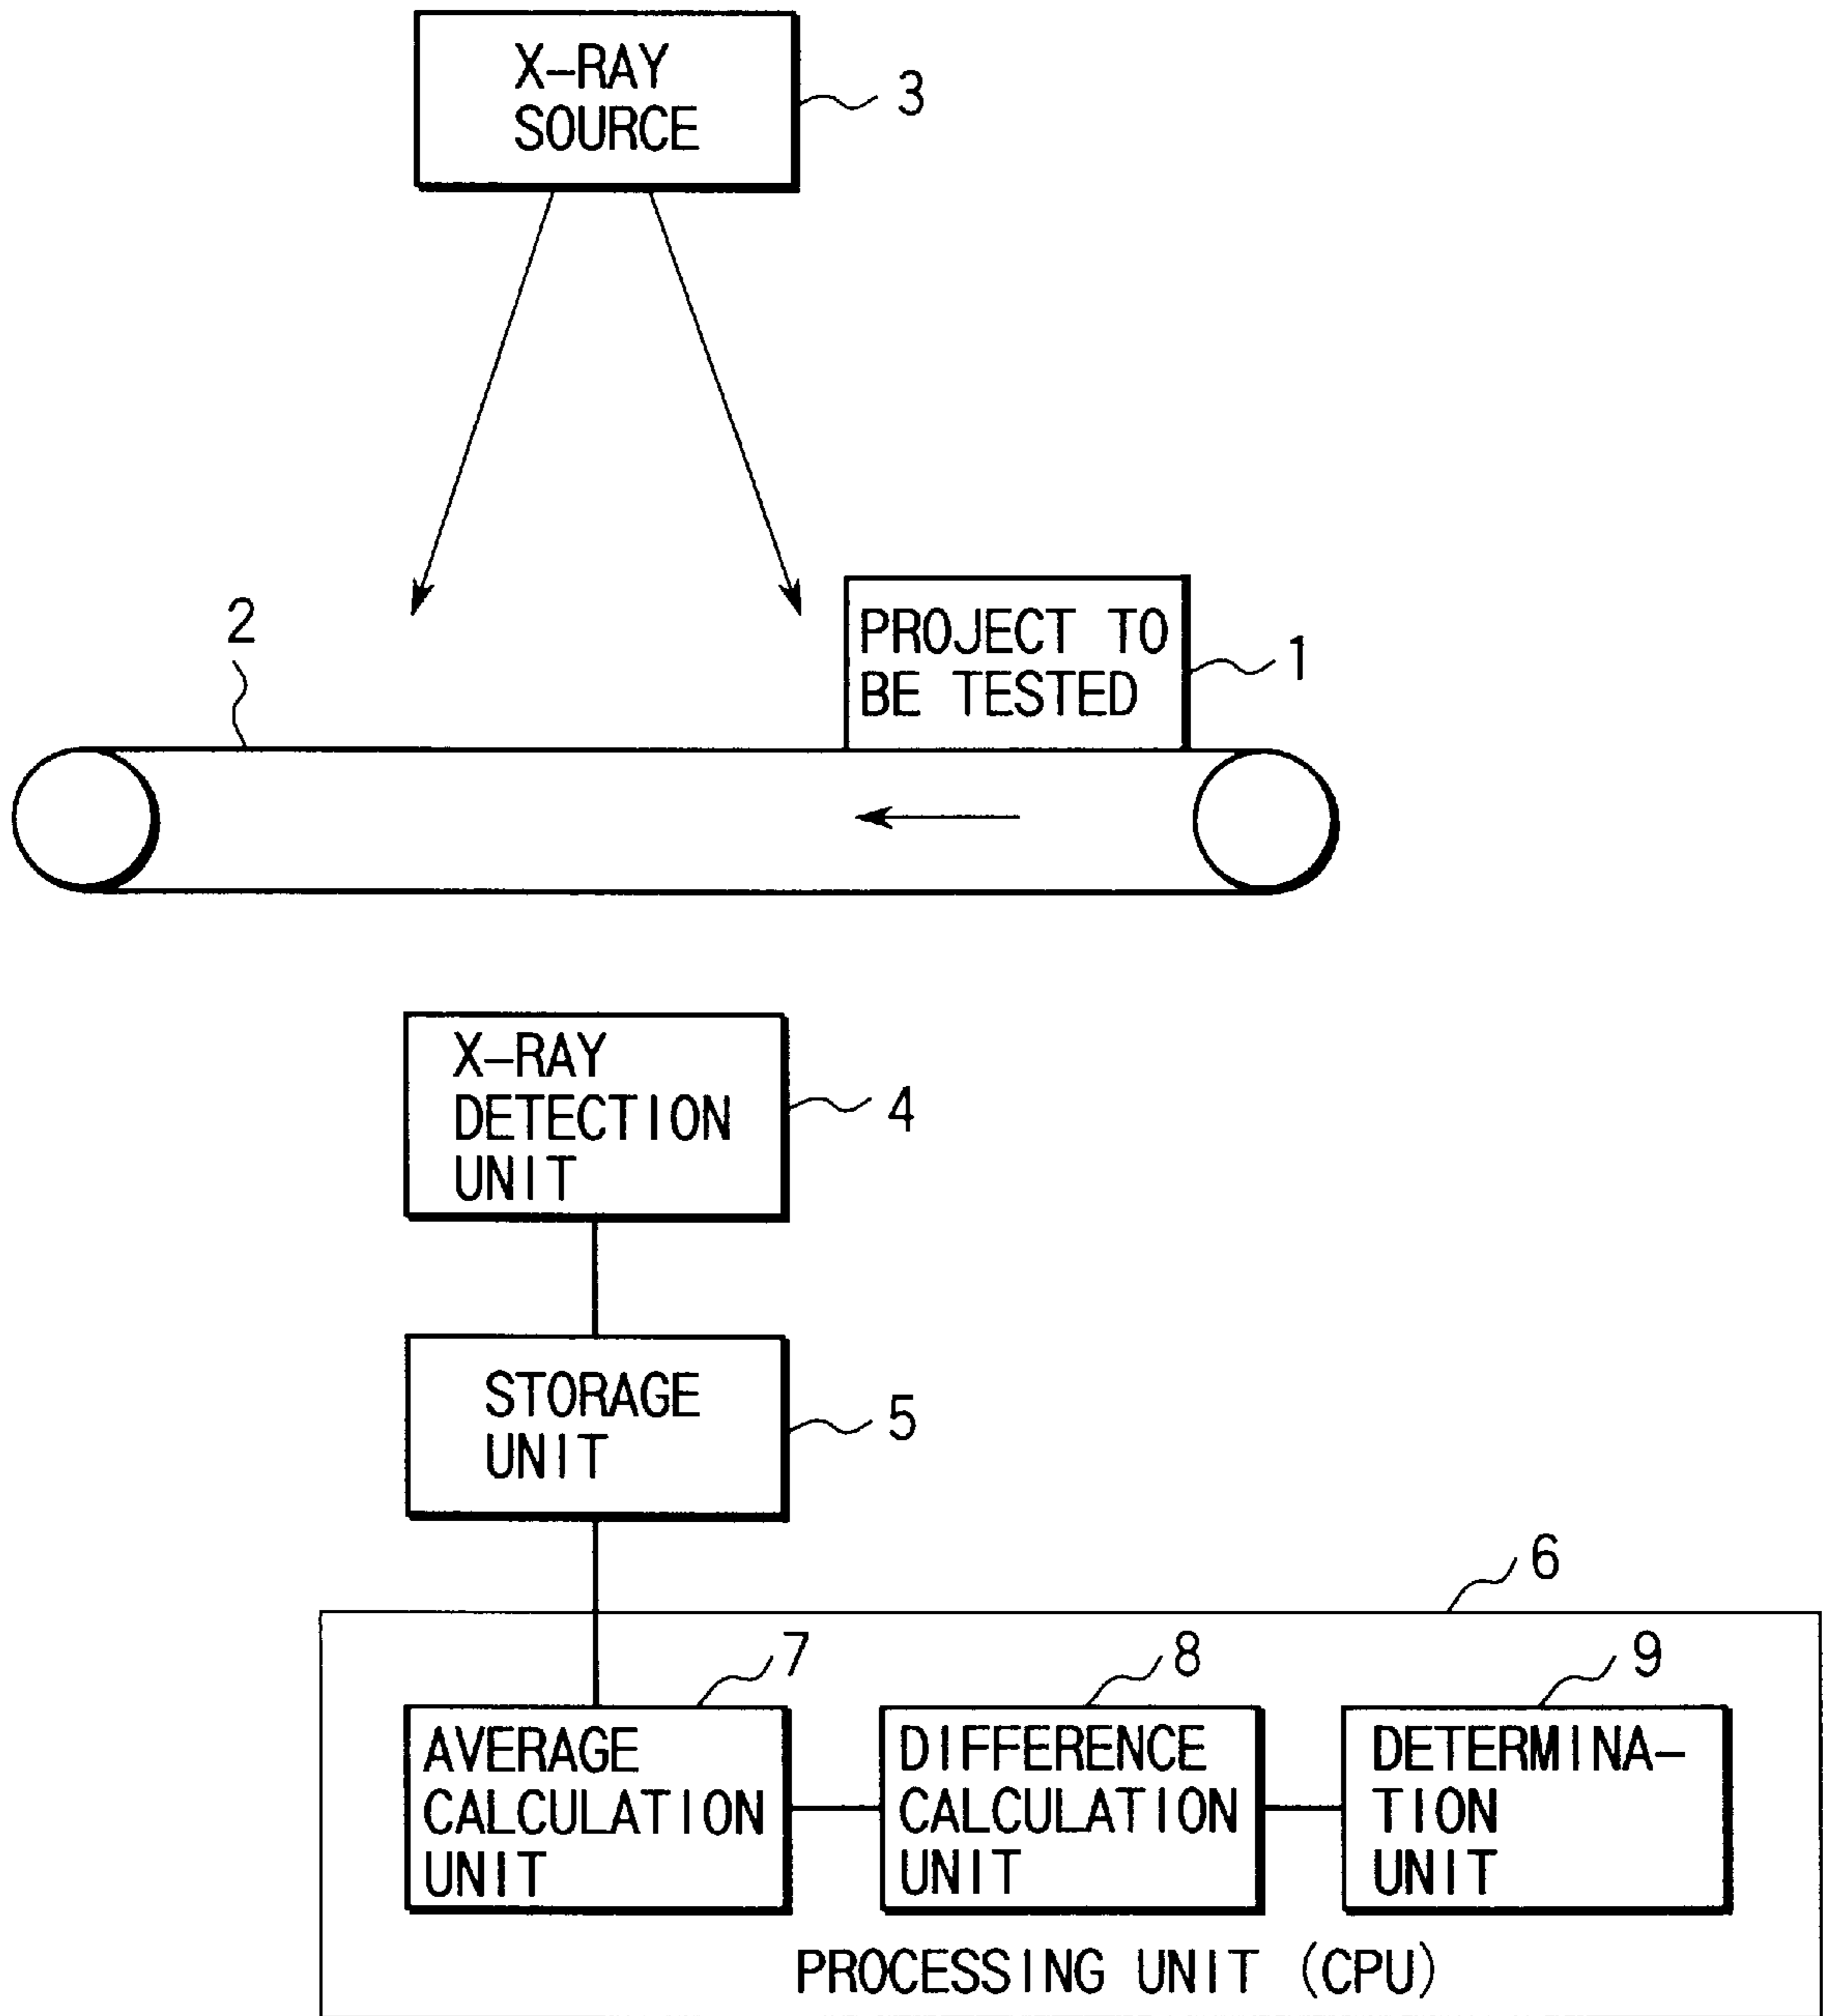 X-RAY
SOURCE
3
2
PROJECT TO
BE TESTED
1
X-RAY
DETECTION
UNIT
4
STORAGE
UNIT
5
6
7
8
9
AVERAGE
CALCULATION
UNIT
DIFFERENCE
CALCULATION
UNIT
DETERMINA-
TION
UNIT
PROCESSING UNIT (CPU)